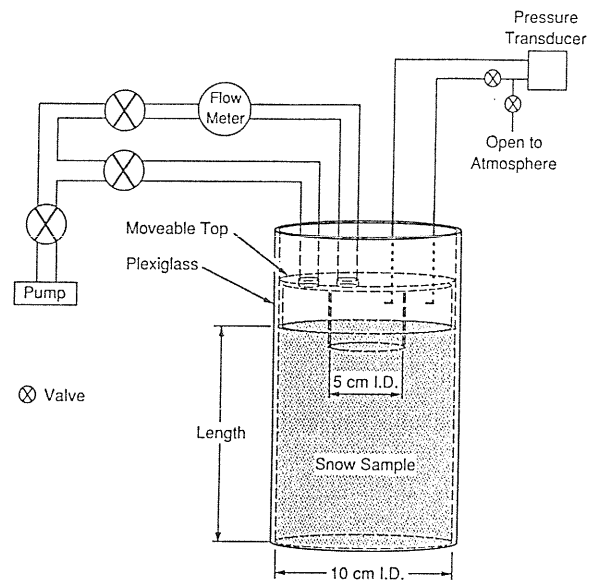 Pressure
Transducer
Flow
Meter
Open to
Atmosphere
Moveable Top
Plexiglass
Pump
5 cm I.D.
Valve
Length
Snow Sample
10 cm I.D.